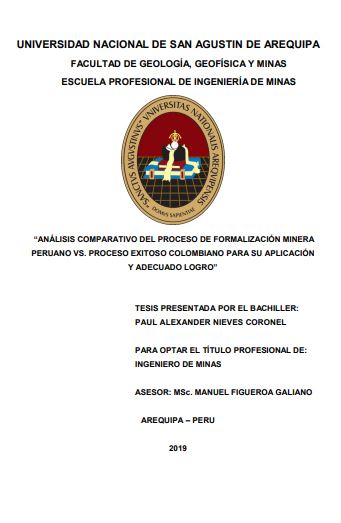 UNIVERSIDAD NACIONAL DE SAN AGUSTIN DE AREQUIPA
FACULTAD DE GEOLOGÍA, GEOFÍSICA Y MINAS
ESCUELA PROFESIONAL DE INGENIERÍA DE MINAS
SANCTUS AVGVSTINUS UNIVERSITAS NATIONALIS AREQUIPENSIS
DOMUS SAPIENTIAE
“ANÁLISIS COMPARATIVO DEL PROCESO DE FORMALIZACIÓN MINERA
PERUANO VS. PROCESO EXITOSO COLOMBIANO PARA SU APLICACIÓN
Y ADECUADO LOGRO”
TESIS PRESENTADA POR EL BACHILLER:
PAUL ALEXANDER NIEVES CORONEL
PARA OPTAR EL TÍTULO PROFESIONAL DE:
INGENIERO DE MINAS
ASESOR: MSc. MANUEL FIGUEROA GALIANO
AREQUIPA – PERU
2019